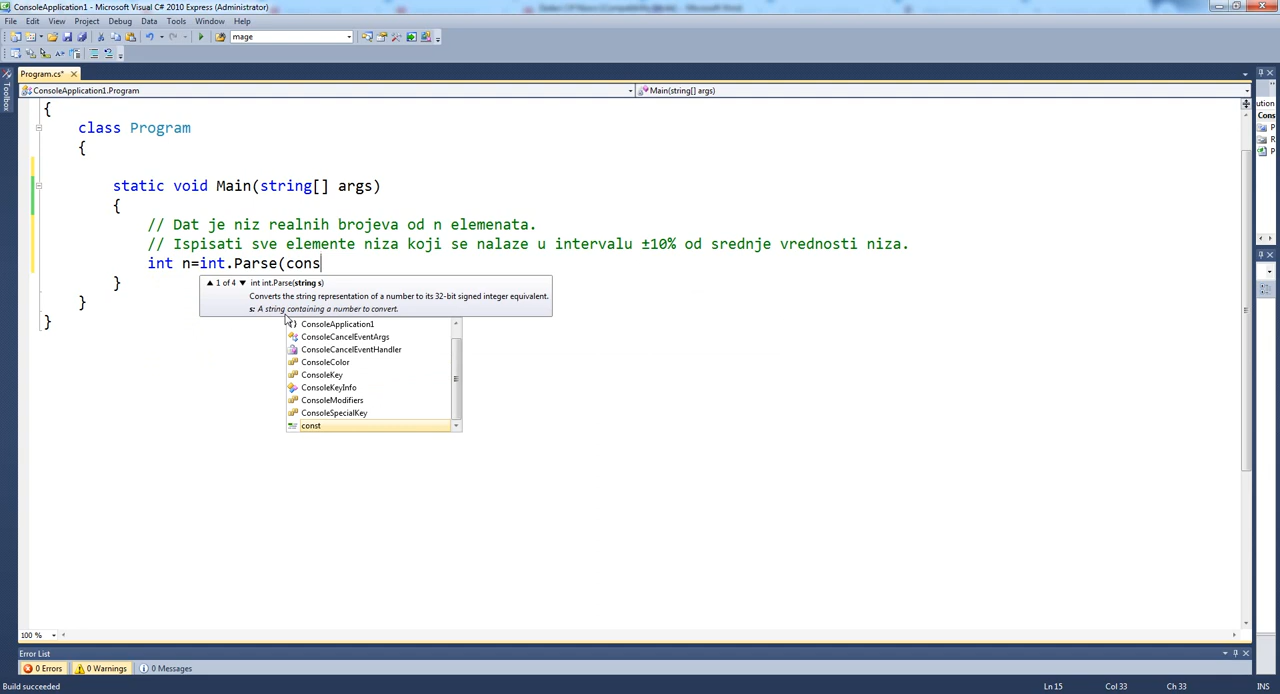 ConsoleApplication1 - Microsoft Visual C# 2010 Express (Administrator)
File Edit View Project Debug Data Tools Window Help
mage
Program.cs* ×
Toolbox
ConsoleApplication1.Program
Main(string[] args)
ution
Cons
P
R
P
{
class Program
{
static void Main(string[] args)
{
// Dat je niz realnih brojeva od n elemenata.
// Ispisati sve elemente niza koji se nalaze u intervalu ±10% od srednje vrednosti niza.
int n=int.Parse(cons
}
}
}
▲ 1 of 4 ▼ int int.Parse(string s)
Converts the string representation of a number to its 32-bit signed integer equivalent.
s: A string containing a number to convert.
ConsoleApplication1
ConsoleCancelEventArgs
ConsoleCancelEventHandler
ConsoleColor
ConsoleKey
ConsoleKeyInfo
ConsoleModifiers
ConsoleSpecialKey
const
100 %
Error List
0 Errors 0 Warnings 0 Messages
Build succeeded Ln 15 Col 33 Ch 33 INS